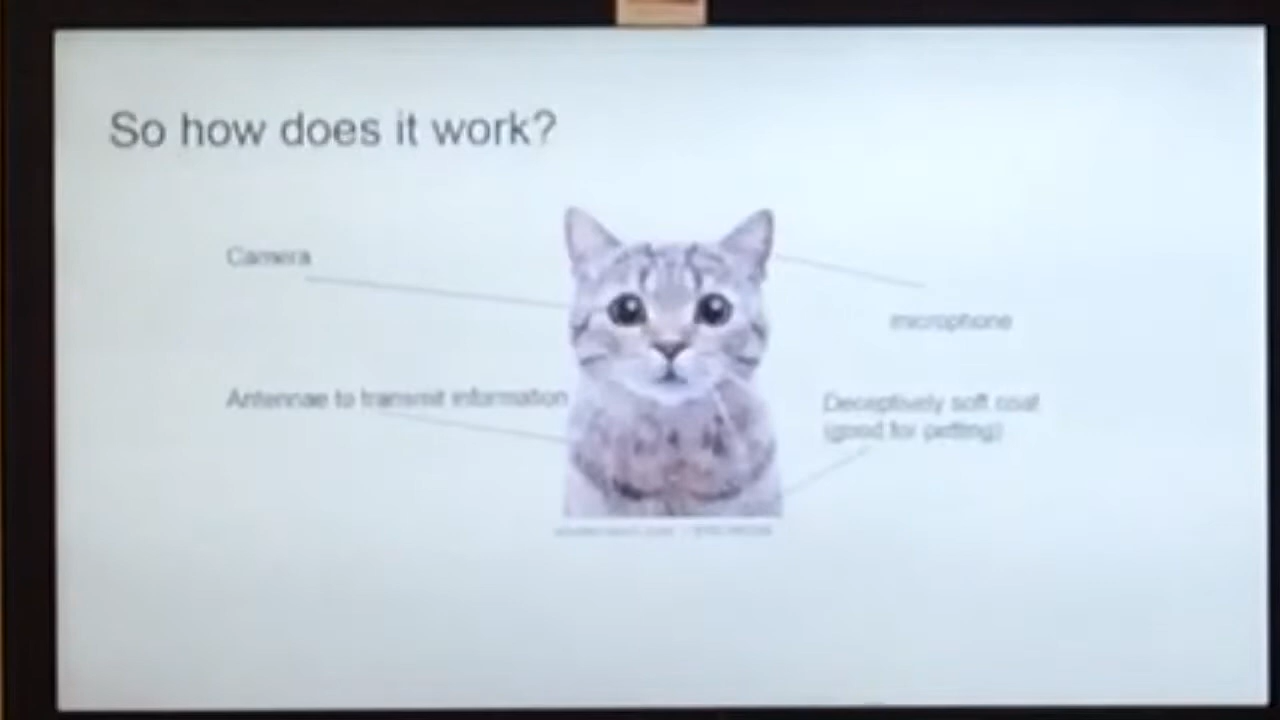 So how does it work?
Camera
microphone
Antennae to transmit information
Deceptively soft coat
(good for petting)